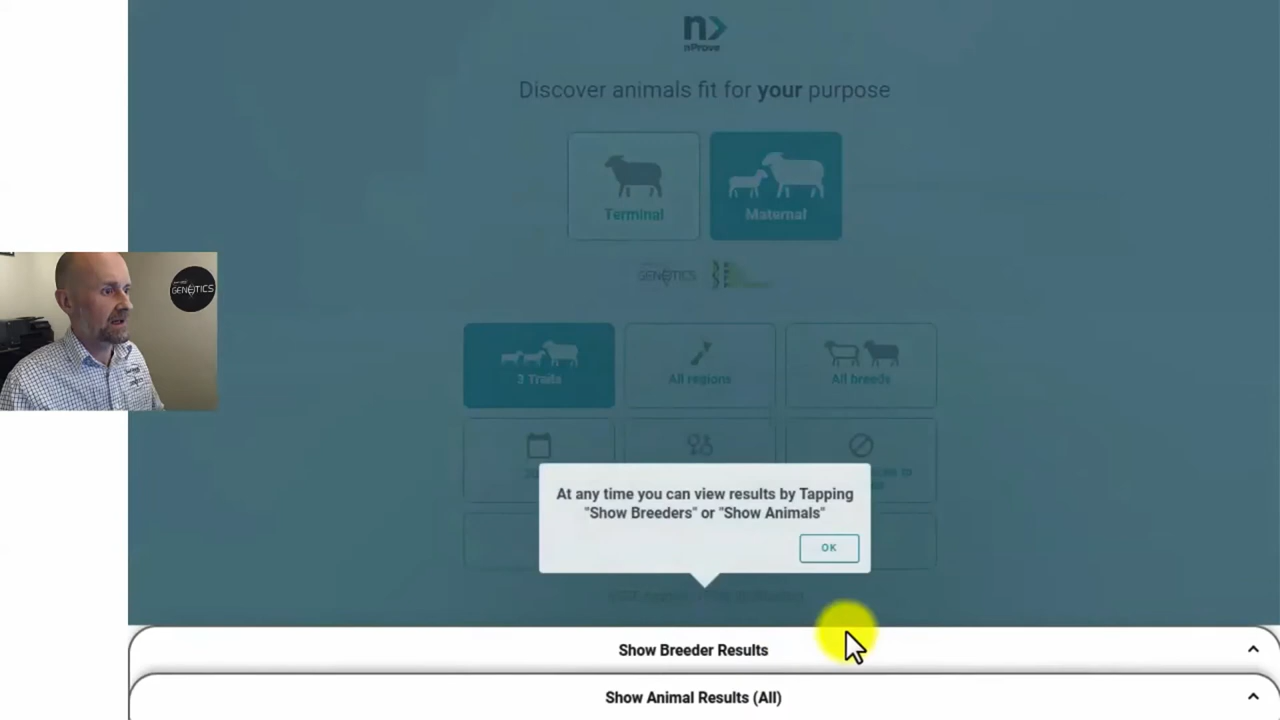 n
nProve
Discover animals fit for your purpose
Terminal
Maternal
GENETICS
3 Traits
All regions
All breeds
GENETICS
At any time you can view results by Tapping
"Show Breeders" or "Show Animals"
OK
Show Breeder Results
Show Animal Results (All)